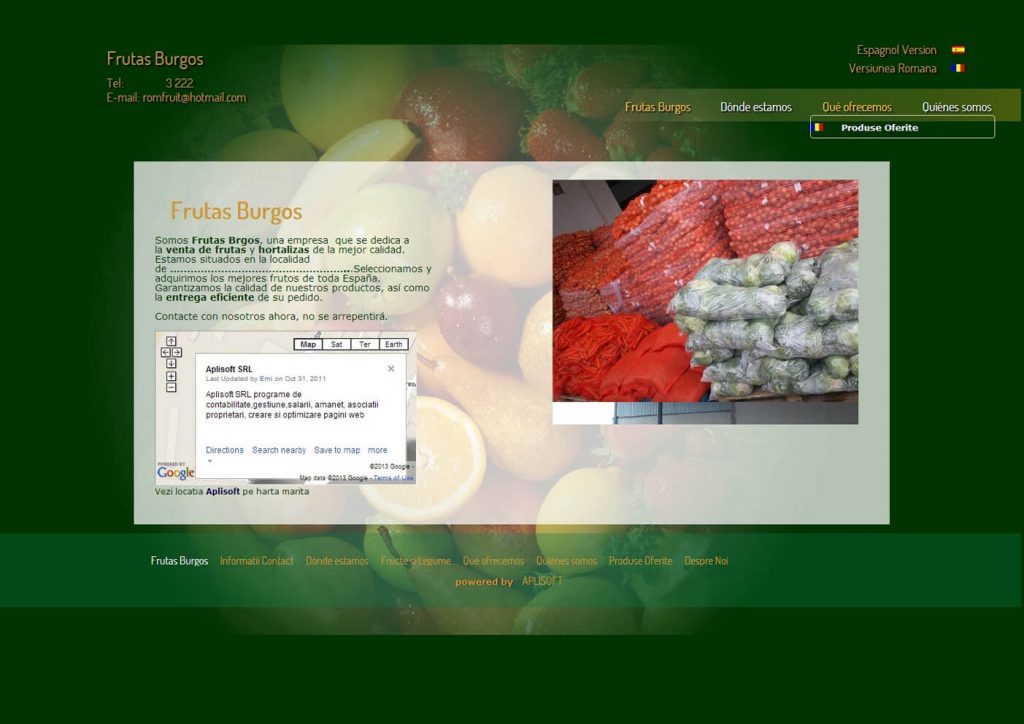 Frutas Burgos
Tel: 3 222
E-mail: romfruit@hotmail.com
Espagnol Version
Versiunea Romana
Frutas Burgos Dónde estamos Qué ofrecemos Quiénes somos
Produse Oferite
Frutas Burgos
Somos Frutas Brgos, una empresa que se dedica a
la venta de frutas y hortalizas de la mejor calidad.
Estamos situados en la localidad
de .....................................................Seleccionamos y
adquirimos los mejores frutos de toda España.
Garantizamos la calidad de nuestros productos, así como
la entrega eficiente de su pedido.
Contacte con nosotros ahora, no se arrepentirá.
Map Sat Ter Earth
Aplisoft SRL
Last Updated by Emi on Oct 31, 2011
Aplisoft SRL programe de
contabilitate,gestiune,salarii, amanet, asociatii
proprietari, creare si optimizare pagini web
Directions Search nearby Save to map more
POWERED BY
Google
©2013 Google -
Map data ©2013 Google - Terms of Use
Vezi locatia Aplisoft pe harta marita
Frutas Burgos Informatii Contact Dónde estamos Fructe si Legume Qué ofrecemos Quiénes somos Produse Oferite Despre Noi
powered by APLISOFT